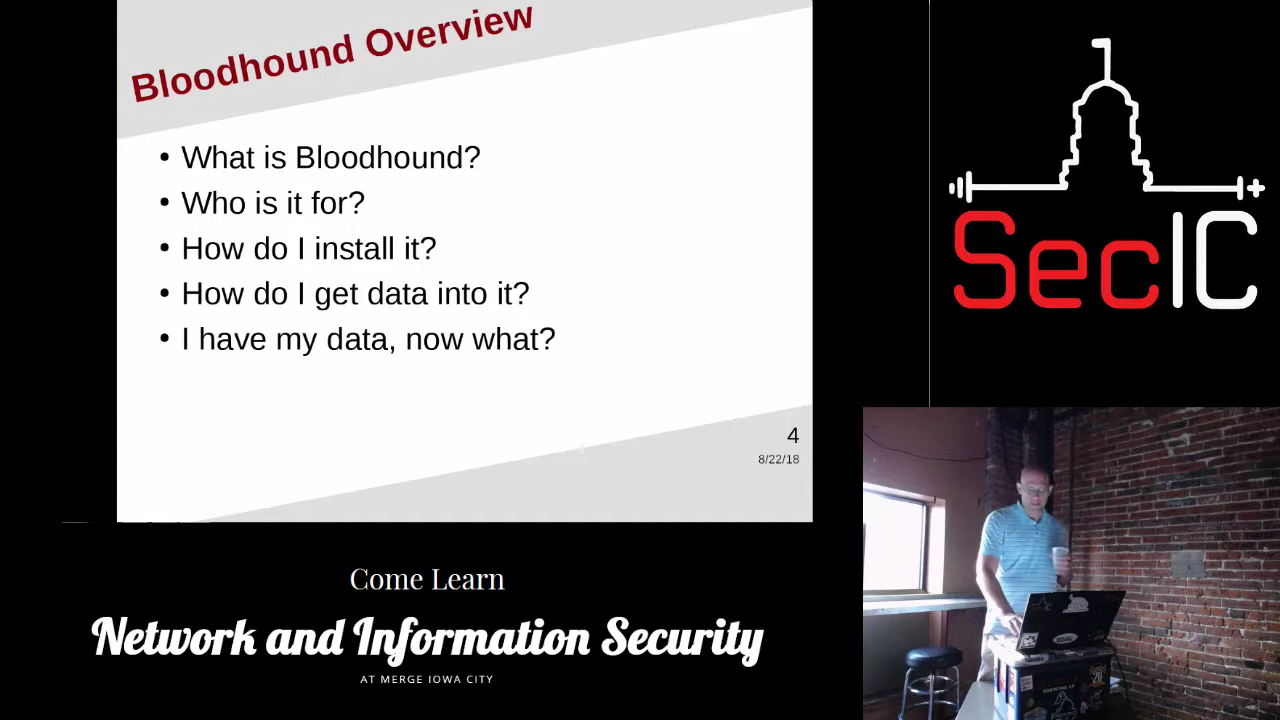 Bloodhound Overview
• What is Bloodhound?
• Who is it for?
• How do I install it?
• How do I get data into it?
• I have my data, now what?
4
8/22/18
SecIC
Come Learn
Network and Information Security
AT MERGE IOWA CITY